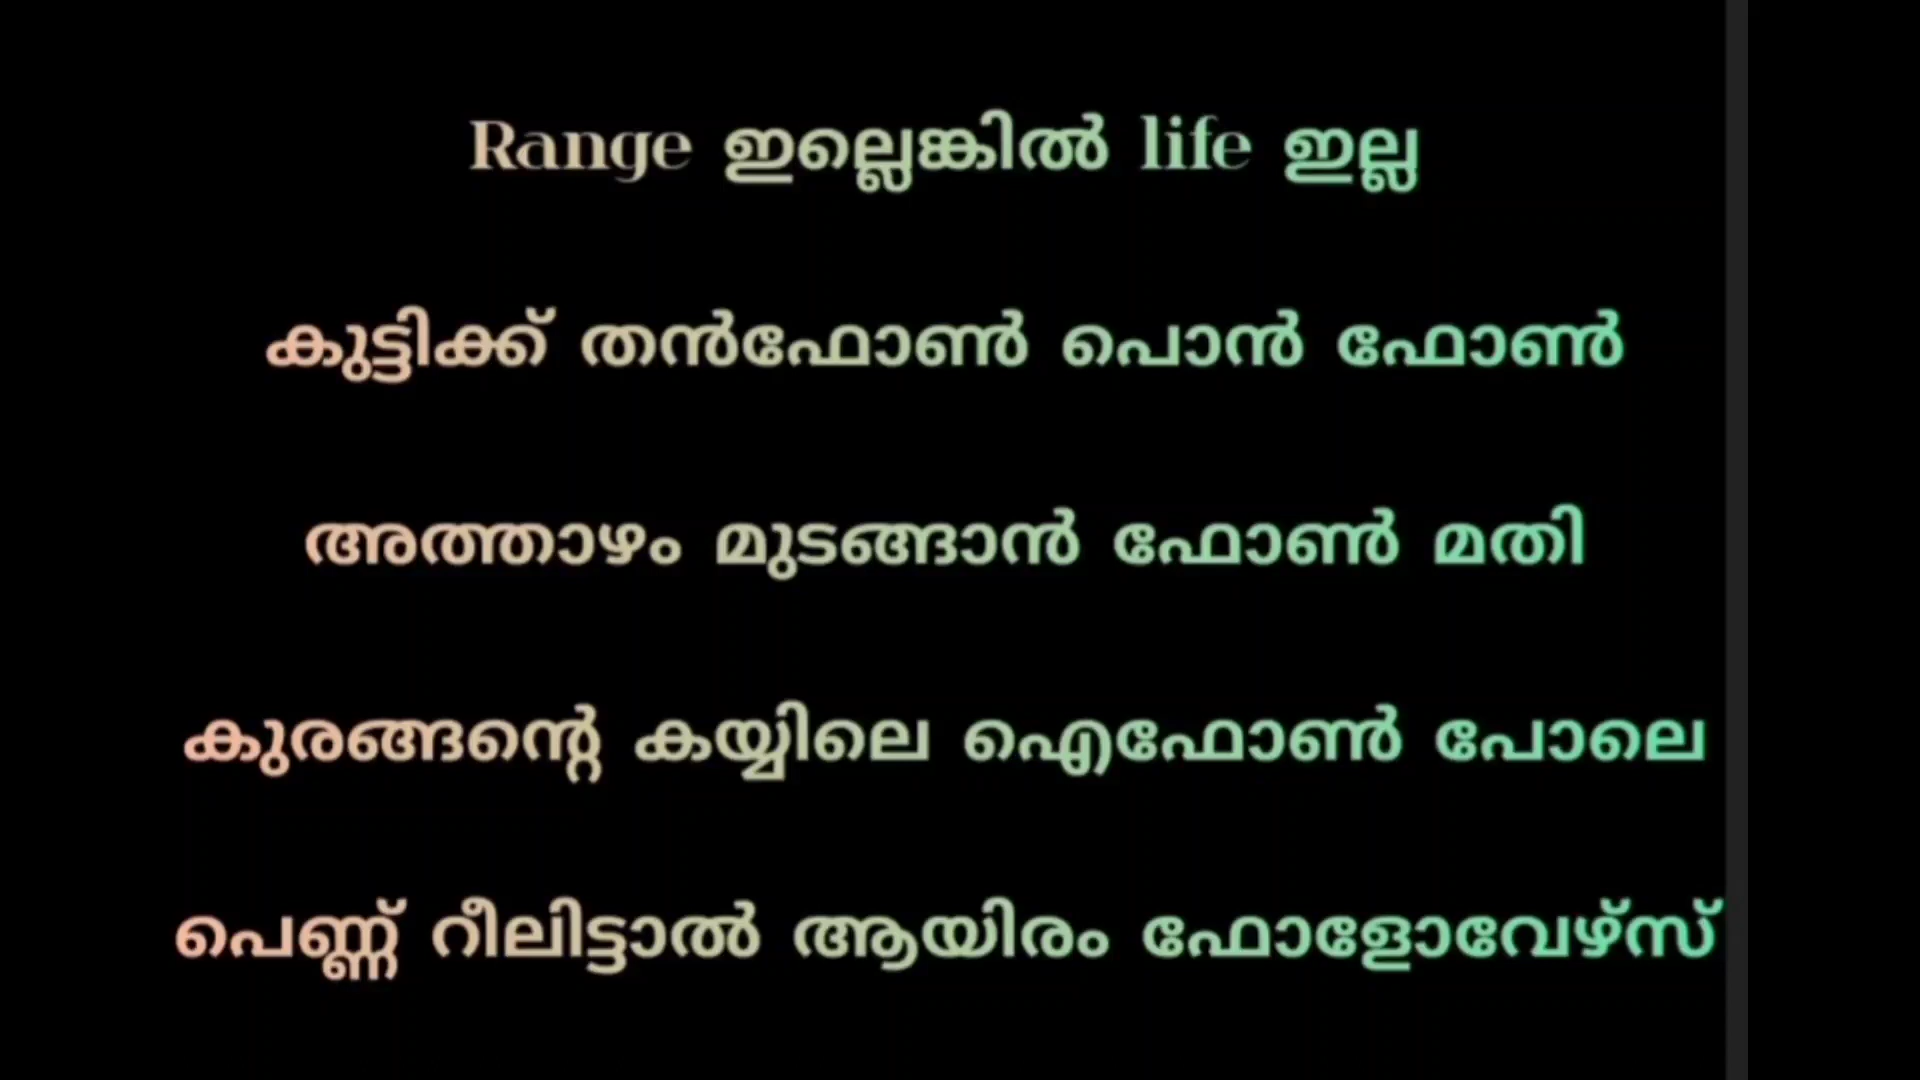 Range ഇല്ലെങ്കിൽ life ഇല്ല
കുട്ടിക്ക് തൻഫോൺ പൊൻ ഫോൺ
അത്താഴം മുടങ്ങാൻ ഫോൺ മതി
കുരങ്ങന്റെ കയ്യിലെ ഐഫോൺ പോലെ
പെണ്ണ് റീലിട്ടാൽ ആയിരം ഫോളോവേഴ്സ്